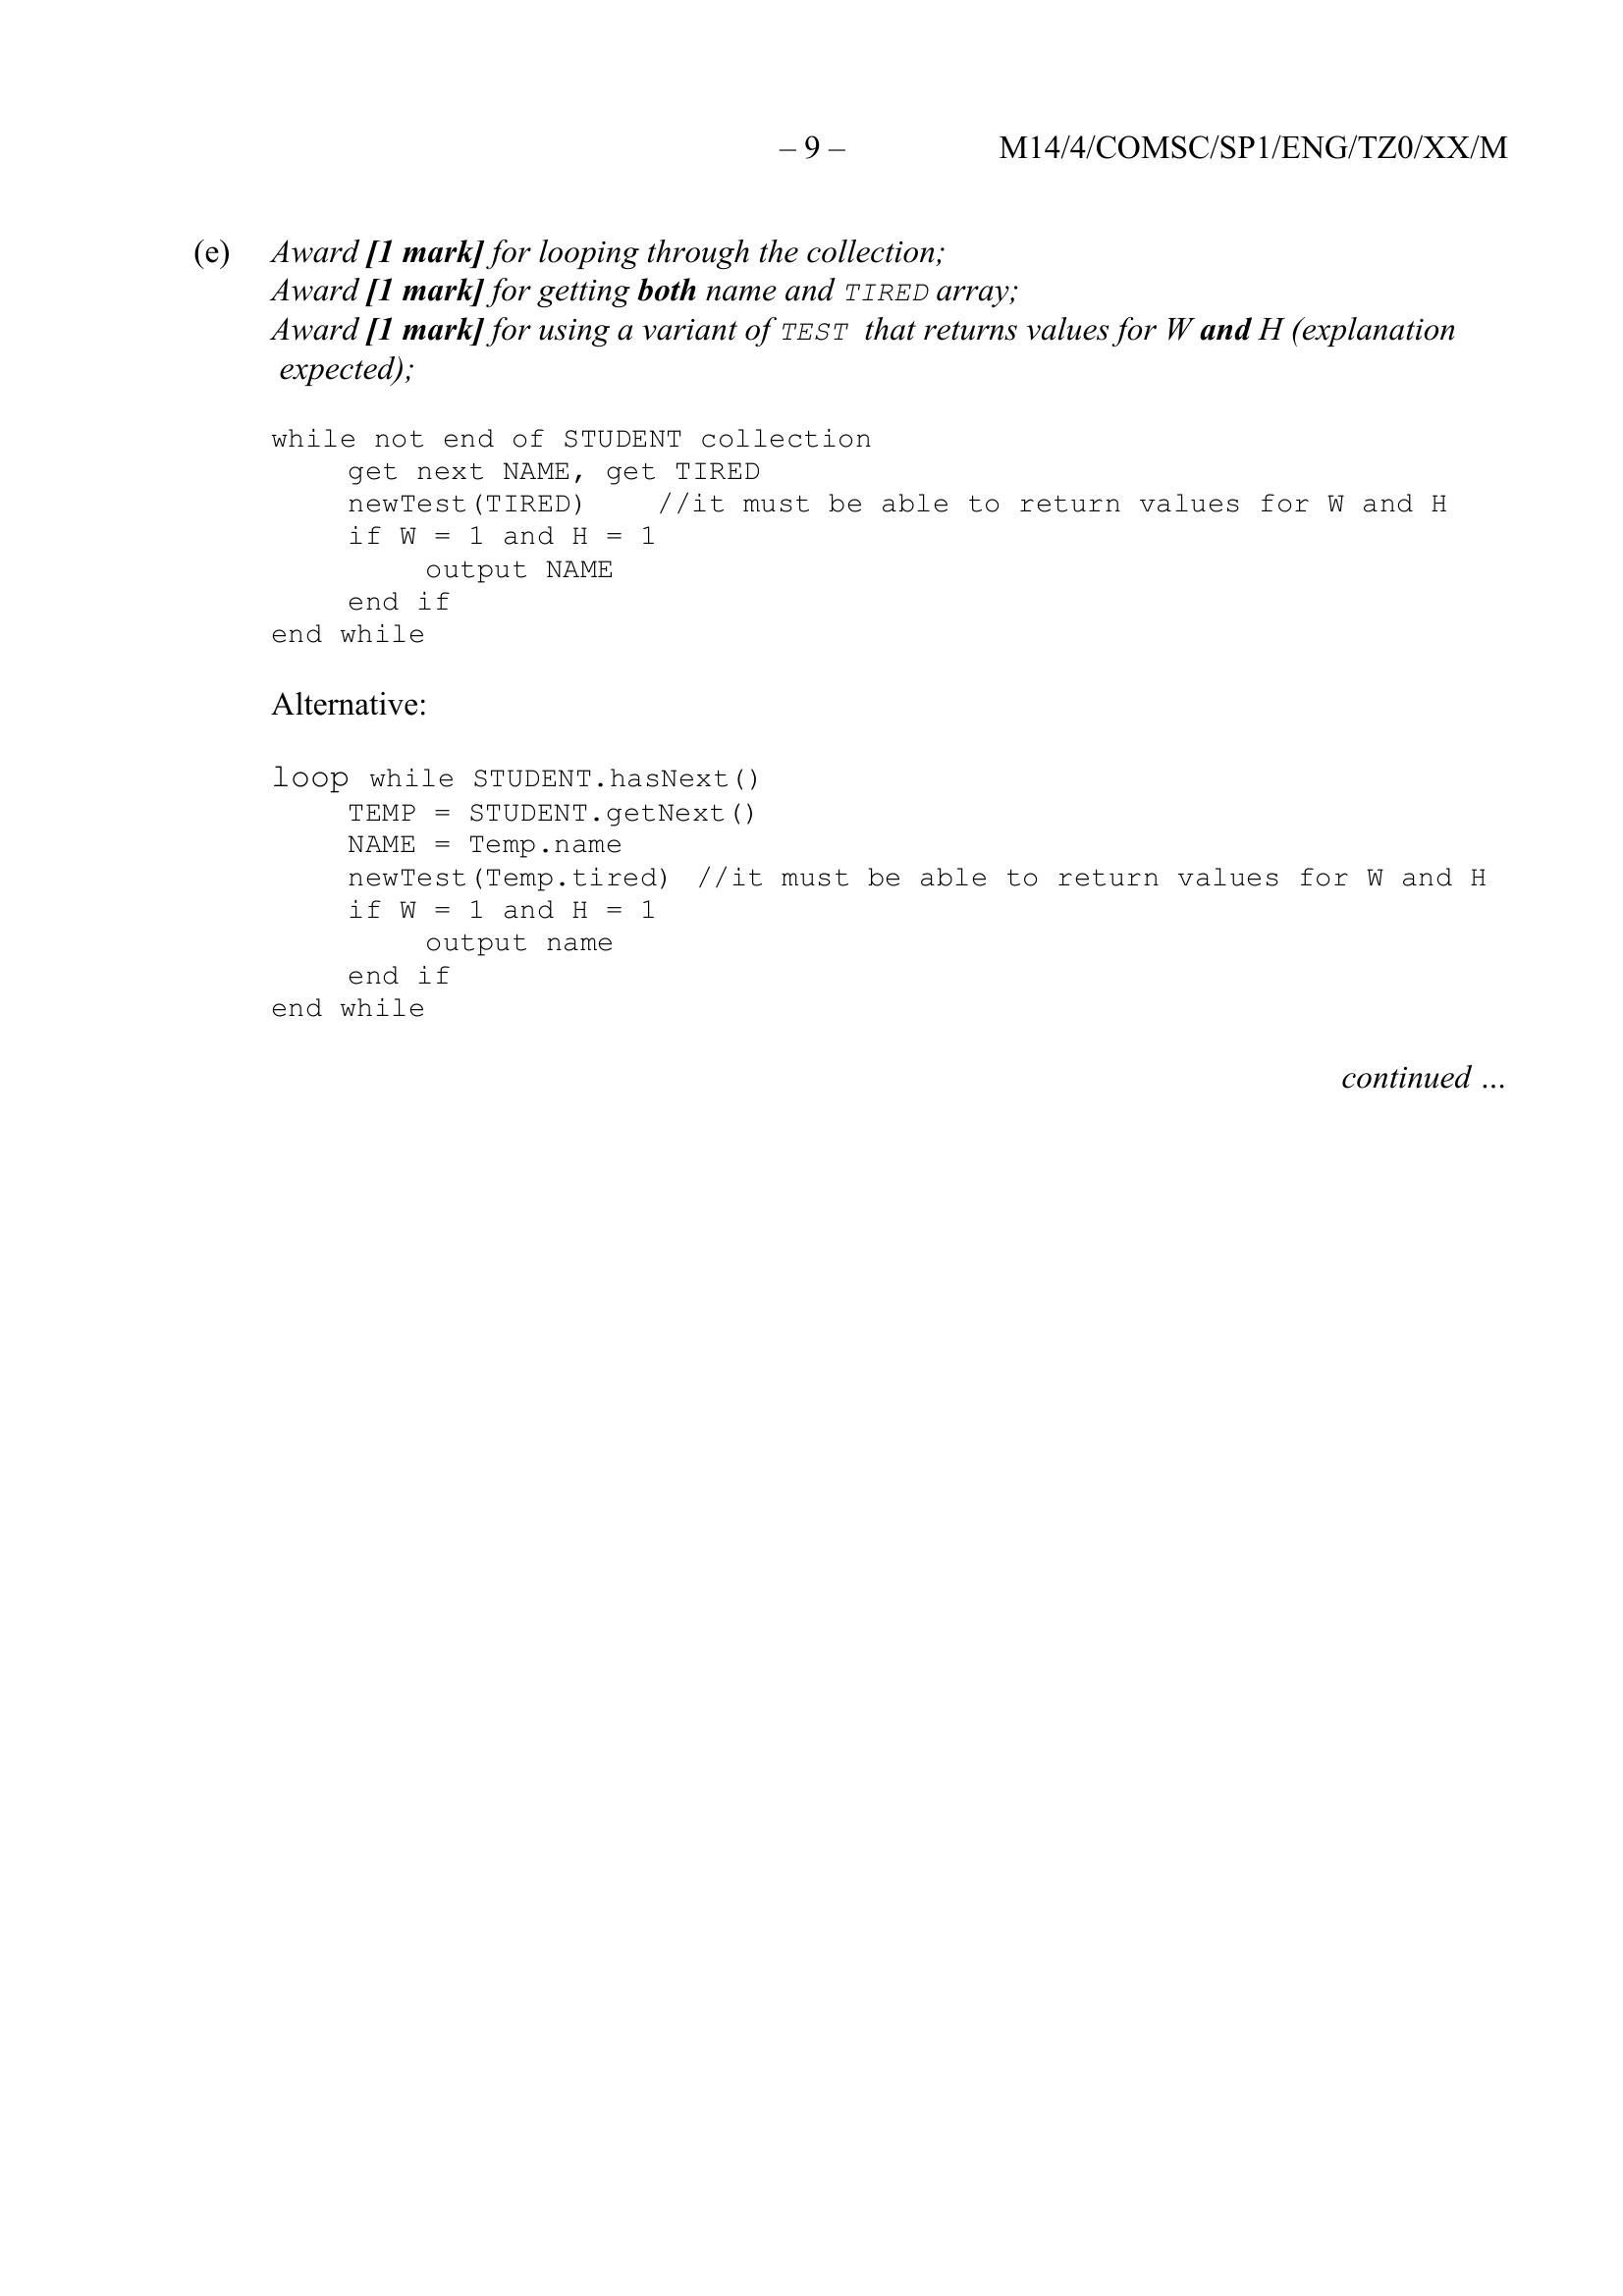 – 9 – M14/4/COMSC/SP1/ENG/TZ0/XX/M
(e) Award [1 mark] for looping through the collection;
Award [1 mark] for getting both name and TIRED array;
Award [1 mark] for using a variant of TEST that returns values for W and H (explanation
expected);
while not end of STUDENT collection
get next NAME, get TIRED
newTest(TIRED) //it must be able to return values for W and H
if W = 1 and H = 1
output NAME
end if
end while
Alternative:
loop while STUDENT.hasNext()
TEMP = STUDENT.getNext()
NAME = Temp.name
newTest(Temp.tired) //it must be able to return values for W and H
if W = 1 and H = 1
output name
end if
end while
continued …